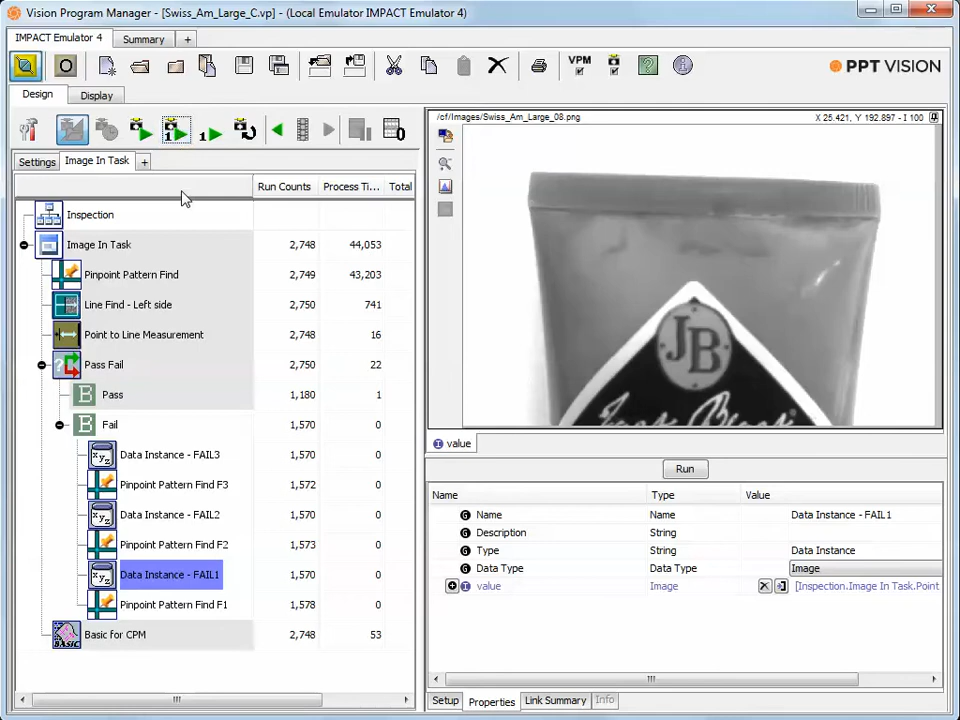 Vision Program Manager - [Swiss_Am_Large_C.vp] - (Local Emulator IMPACT Emulator 4)
IMPACT Emulator 4 Summary +
VPM
PPT VISION
Design Display
1 1 0
/cf/Images/Swiss_Am_Large_08.png X 25.421, Y 192.897 - I 100
Settings Image In Task +
Run Counts Process Ti... Total
Inspection
Image In Task 2,748 44,053
Pinpoint Pattern Find 2,749 43,203
Line Find - Left side 2,750 741
Point to Line Measurement 2,748 16
Pass Fail 2,750 22
B Pass 1,180 1
B Fail 1,570 0
Data Instance - FAIL3 1,570 0
Pinpoint Pattern Find F3 1,572 0
Data Instance - FAIL2 1,570 0
Pinpoint Pattern Find F2 1,573 0
Data Instance - FAIL1 1,570 0
Pinpoint Pattern Find F1 1,578 0
BASIC Basic for CPM 2,748 53
JB
Jack Black
value
Run
Name Type Value
Name Name Data Instance - FAIL1
Description String
Type String Data Instance
Data Type Data Type Image
value Image [Inspection.Image In Task.Point
Setup Properties Link Summary Info